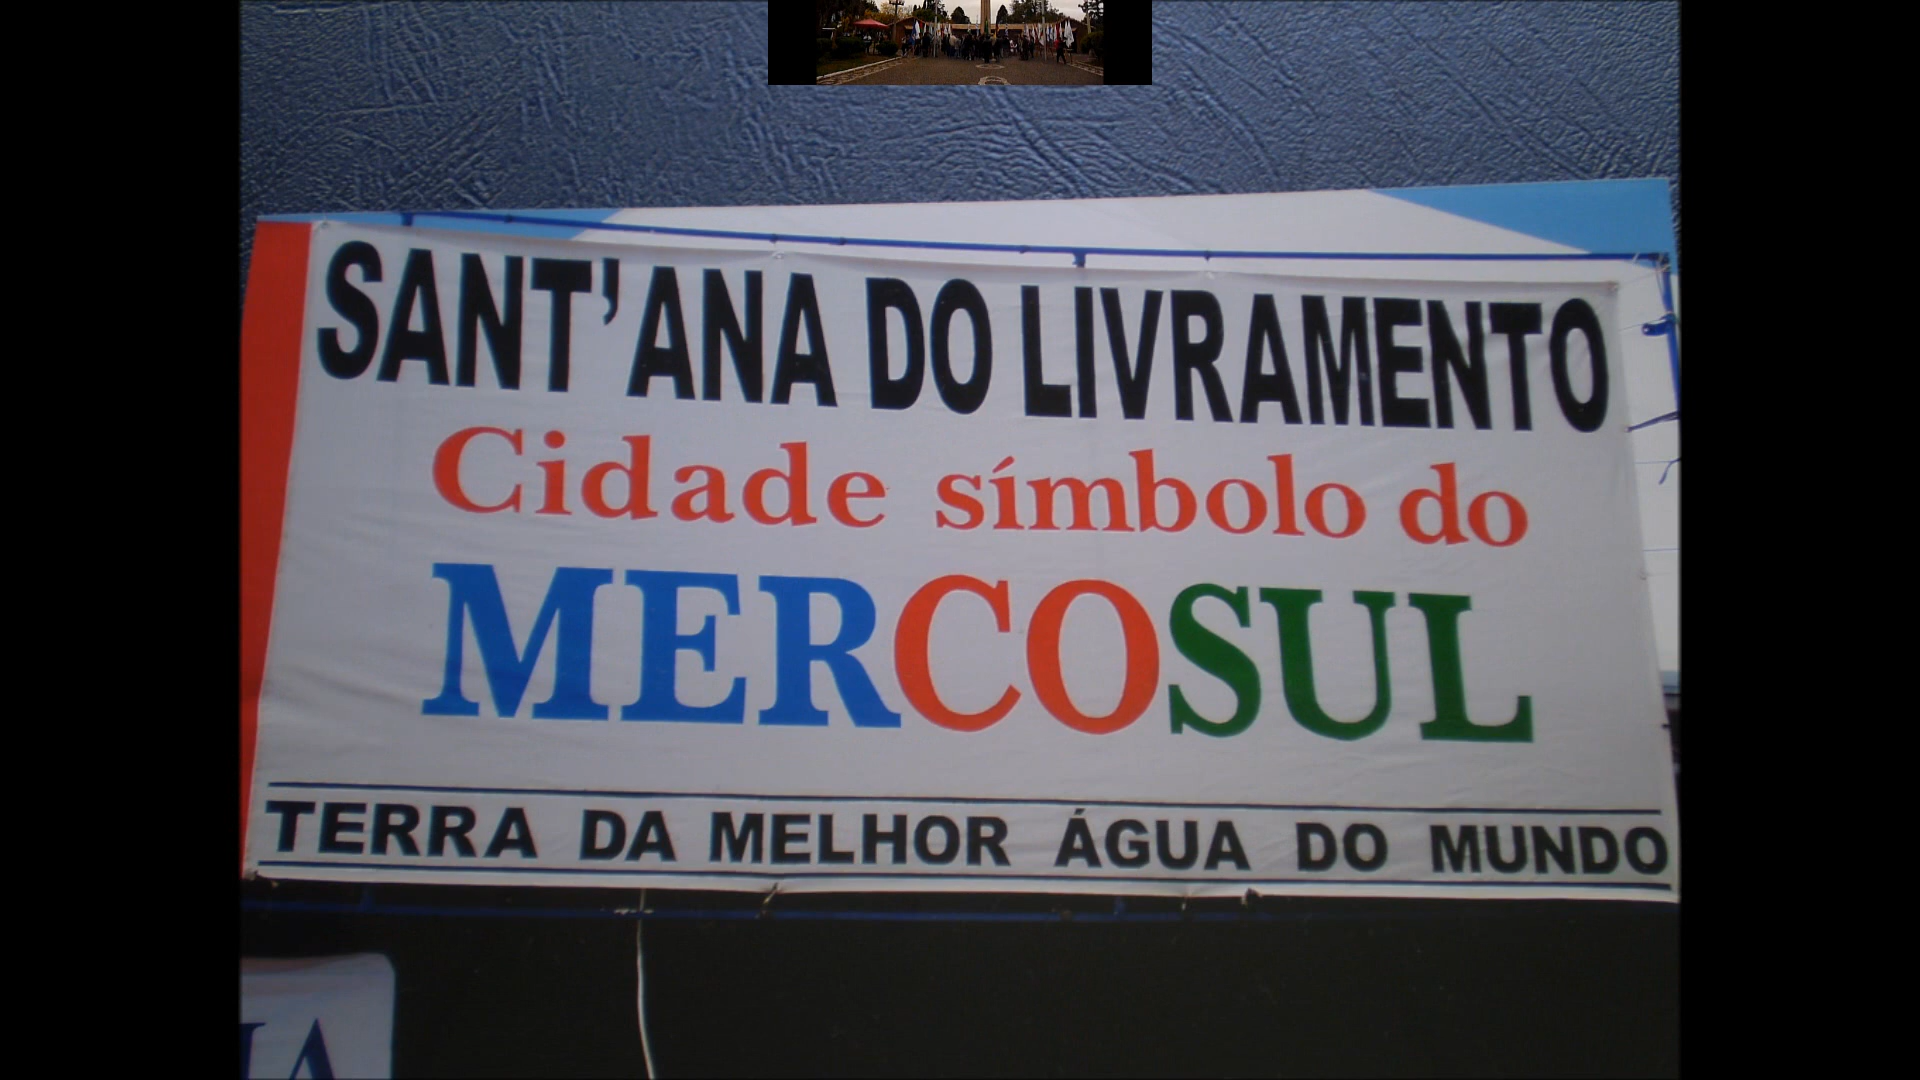 SANT'ANA DO LIVRAMENTO
Cidade símbolo do
MERCOSUL
TERRA DA MELHOR ÁGUA DO MUNDO